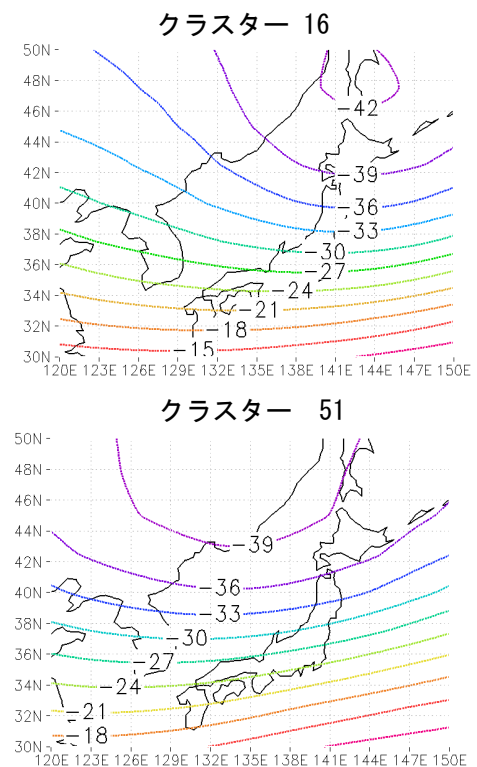 クラスター 16
50N
48N
46N
-42
44N
42N
-39
40N
-36
38N
-33
-30
36N
-27
34N
-24
-21
32N
-18
30N
-15
120E 123E 126E 129E 132E 135E 138E 141E 144E 147E 150E
クラスター 51
50N
48N
46N
44N
-39
42N
40N
-36
-33
38N
-30
36N
-27
34N
-24
32N
-21
-18
30N
120E 123E 126E 129E 132E 135E 138E 141E 144E 147E 150E